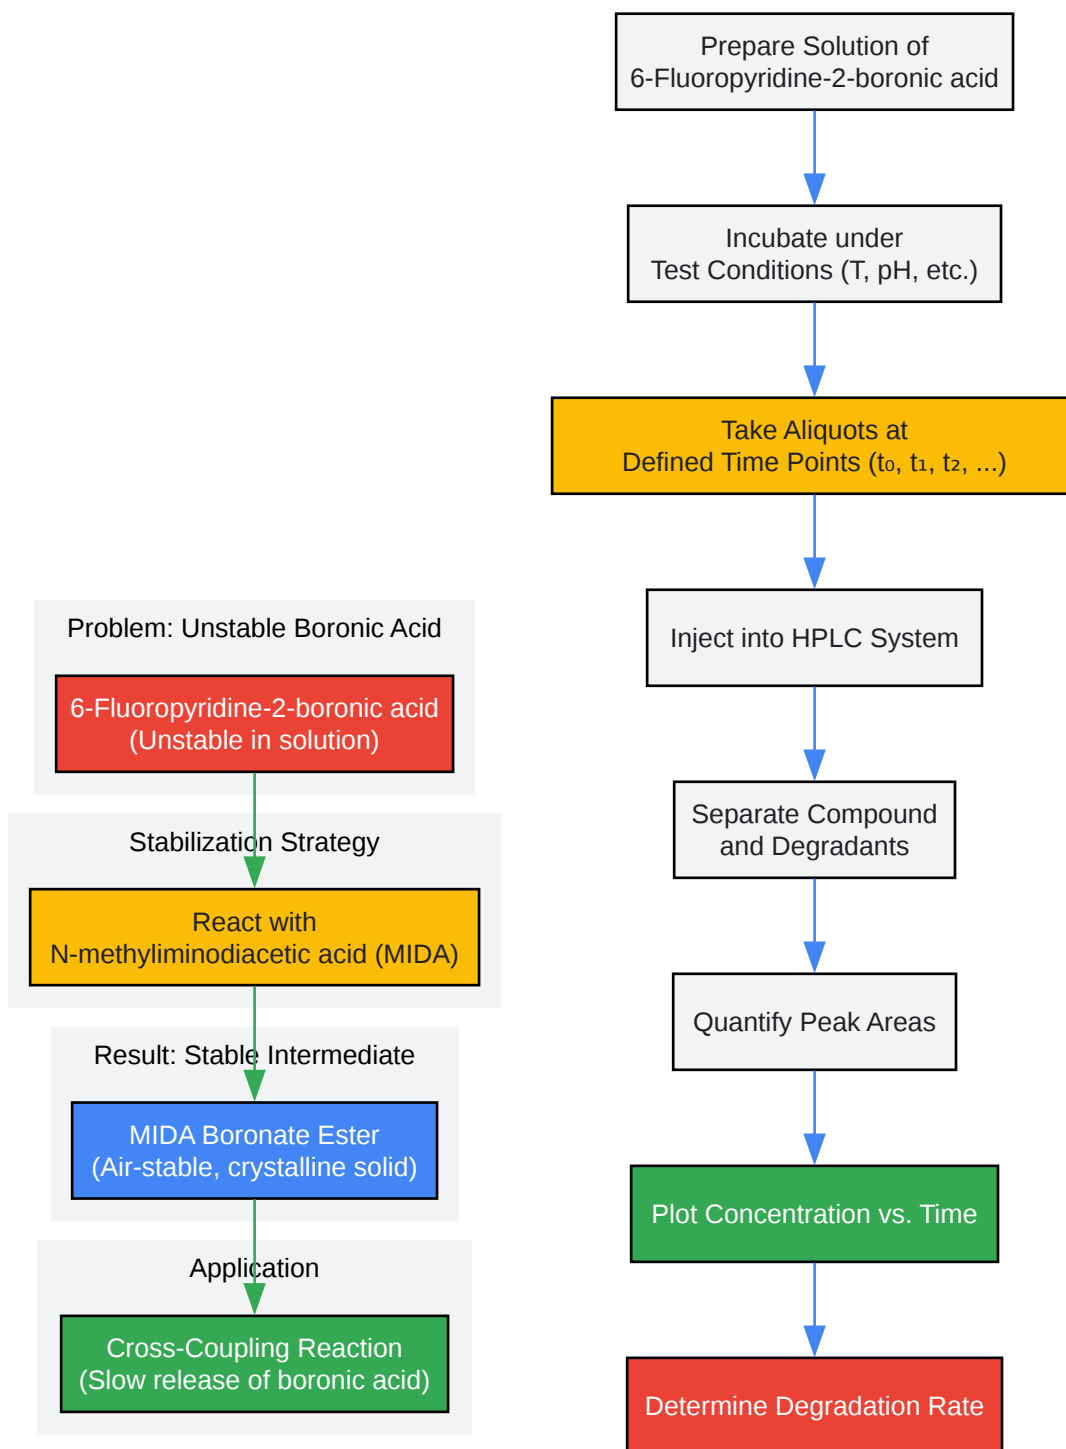 Prepare Solution of
6-Fluoropyridine-2-boronic acid
Incubate under
Test Conditions (T, pH, etc.)
Take Aliquots at
Defined Time Points (t₀, t₁, t₂, ...)
Inject into HPLC System
Separate Compound
and Degradants
Quantify Peak Areas
Plot Concentration vs. Time
Determine Degradation Rate
Problem: Unstable Boronic Acid
6-Fluoropyridine-2-boronic acid
(Unstable in solution)
Stabilization Strategy
React with
N-methyliminodiacetic acid (MIDA)
Result: Stable Intermediate
MIDA Boronate Ester
(Air-stable, crystalline solid)
Application
Cross-Coupling Reaction
(Slow release of boronic acid)